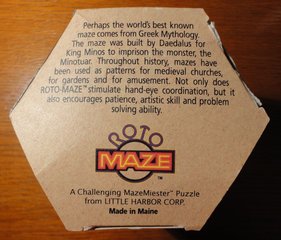 Perhaps the world's best known
maze comes from Greek Mythology.
The maze was built by Daedalus for
King Minos to imprison the monster, the
Minotuar. Throughout history, mazes have
been used as patterns for medieval churches,
for gardens and for amusement. Not only does
ROTO-MAZE™ stimulate hand-eye coordination, but it
also encourages patience, artistic skill and problem
solving ability.
ROTO
MAZE™
A Challenging MazeMiester™ Puzzle
from LITTLE HARBOR CORP.
Made in Maine